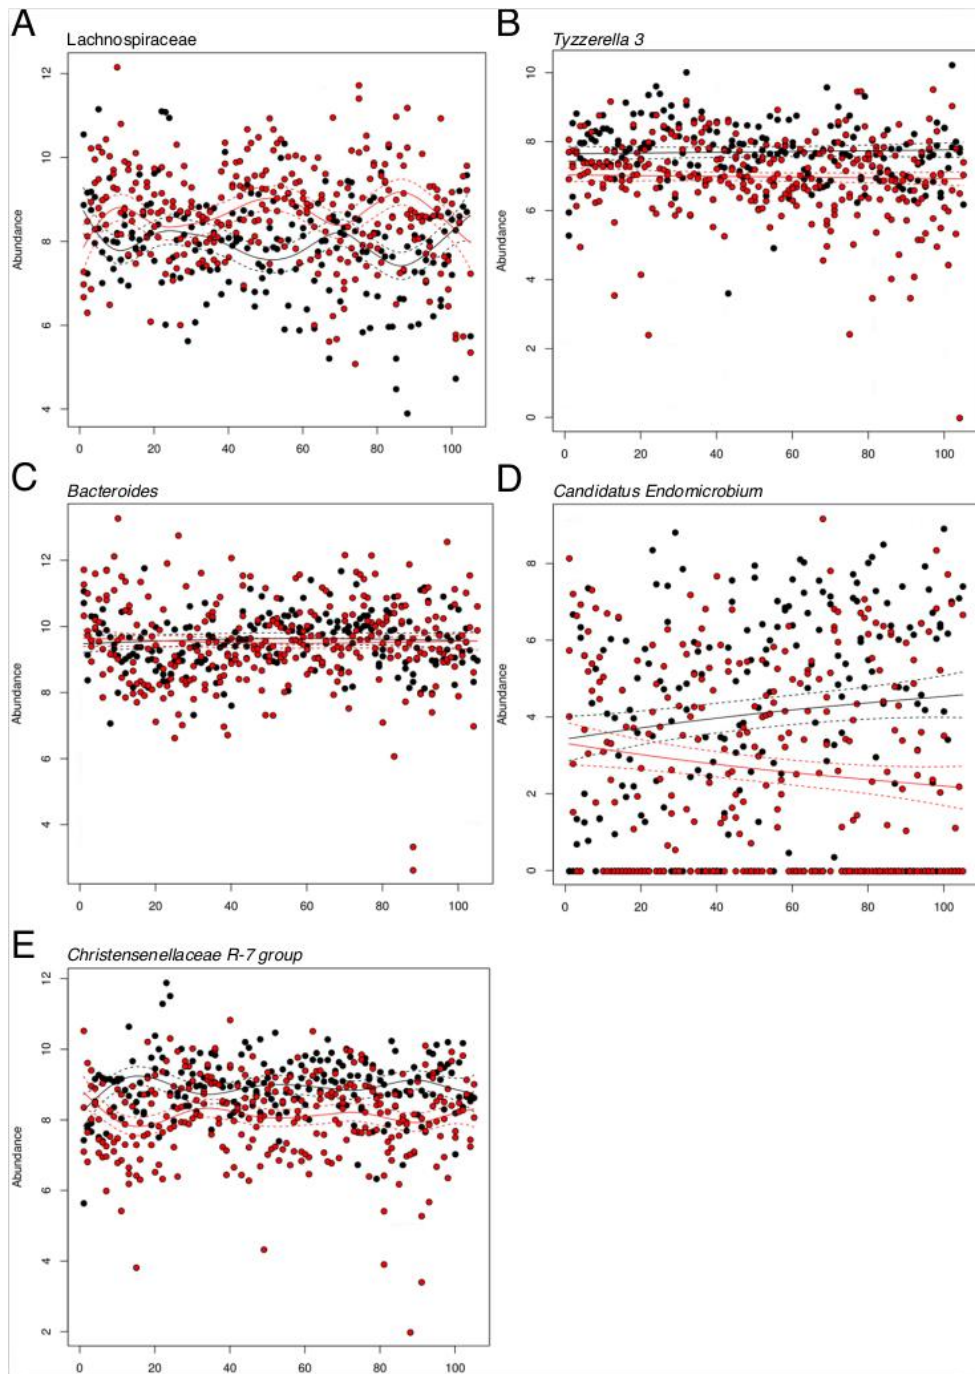 A
Lachnospiraceae
Abundance
12
10
8
6
4
0 20 40 60 80 100
B
Tyzzerella 3
Abundance
10
8
6
4
2
0
0 20 40 60 80 100
C
Bacteroides
Abundance
12
10
8
6
4
0 20 40 60 80 100
D
Candidatus Endomicrobium
Abundance
8
6
4
2
0
0 20 40 60 80 100
E
Christensenellaceae R-7 group
Abundance
12
10
8
6
4
2
0 20 40 60 80 100